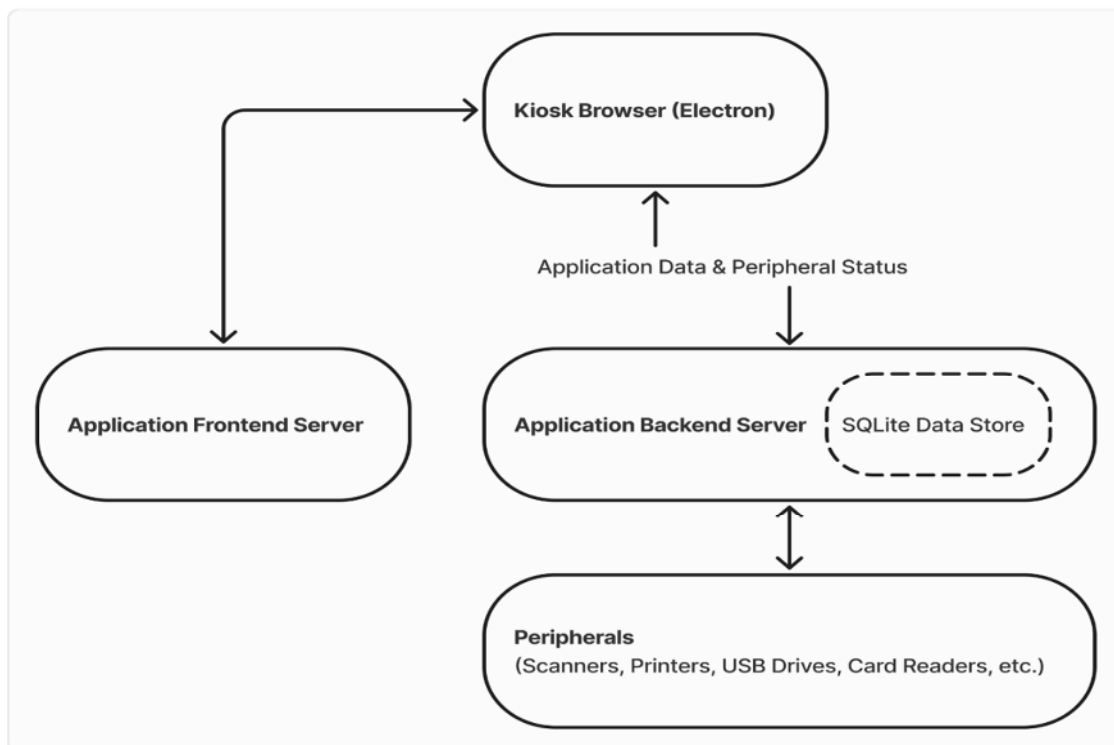 Kiosk Browser (Electron)
Application Data & Peripheral Status
Application Frontend Server
Application Backend Server
SQLite Data Store
Peripherals
(Scanners, Printers, USB Drives, Card Readers, etc.)